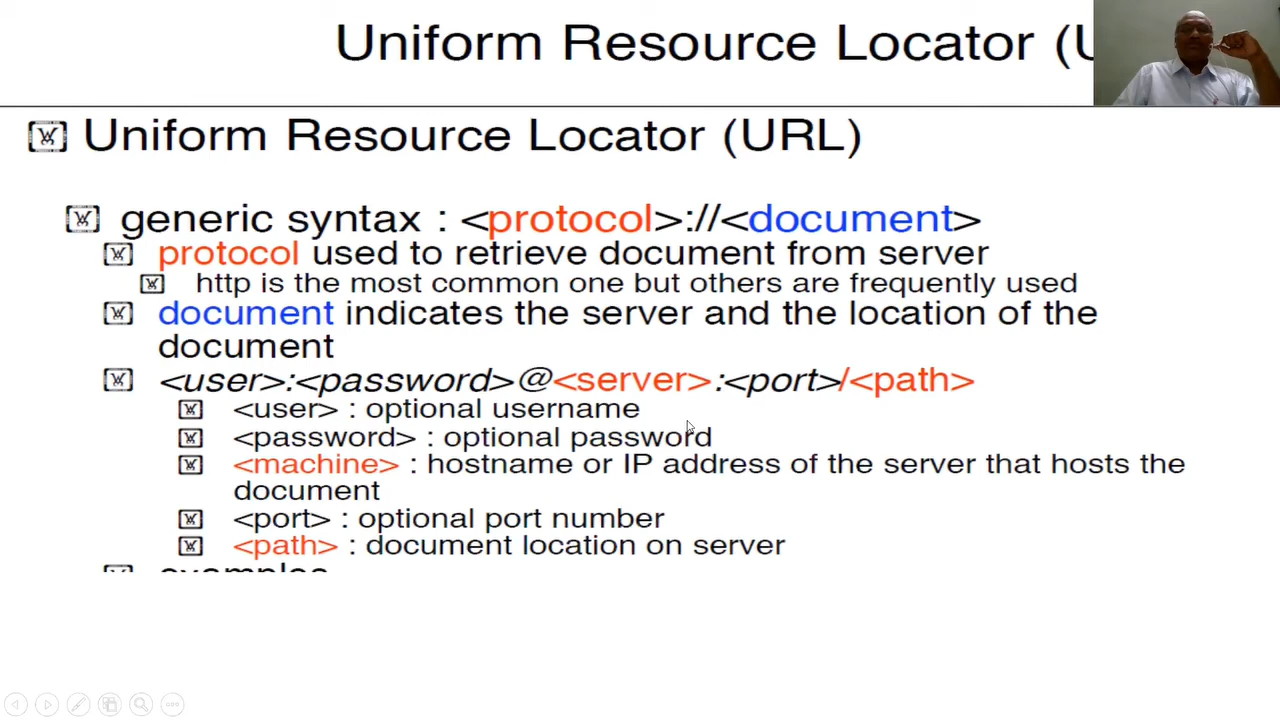 Uniform Resource Locator (U
Uniform Resource Locator (URL)
generic syntax : <protocol>://<document>
protocol used to retrieve document from server
http is the most common one but others are frequently used
document indicates the server and the location of the
document
<user>:<password>@<server>:<port>/<path>
<user> : optional username
<password> : optional password
<machine> : hostname or IP address of the server that hosts the
document
<port> : optional port number
<path> : document location on server
examples